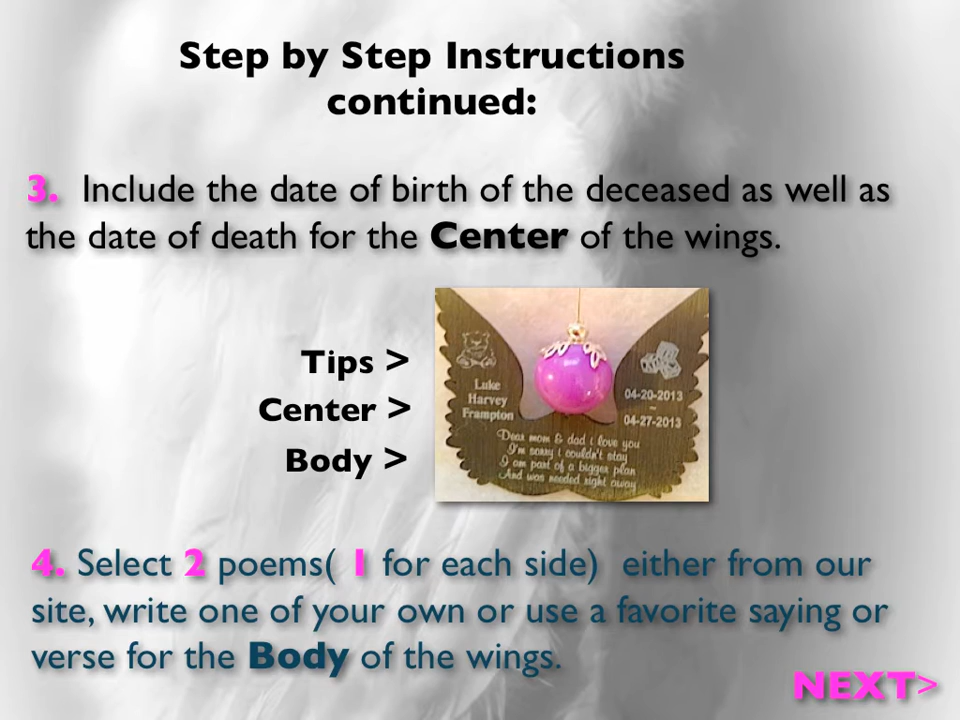 Step by Step Instructions
continued:
3. Include the date of birth of the deceased as well as
the date of death for the Center of the wings.
Tips >
Center >
Body >
Luke
Harvey
Frampton
04-20-2013
~
04-27-2013
Dear mom & dad i love you
I'm sorry i couldn't stay
I am part of a bigger plan
And was needed right away
4. Select 2 poems( 1 for each side) either from our
site, write one of your own or use a favorite saying or
verse for the Body of the wings.
NEXT>